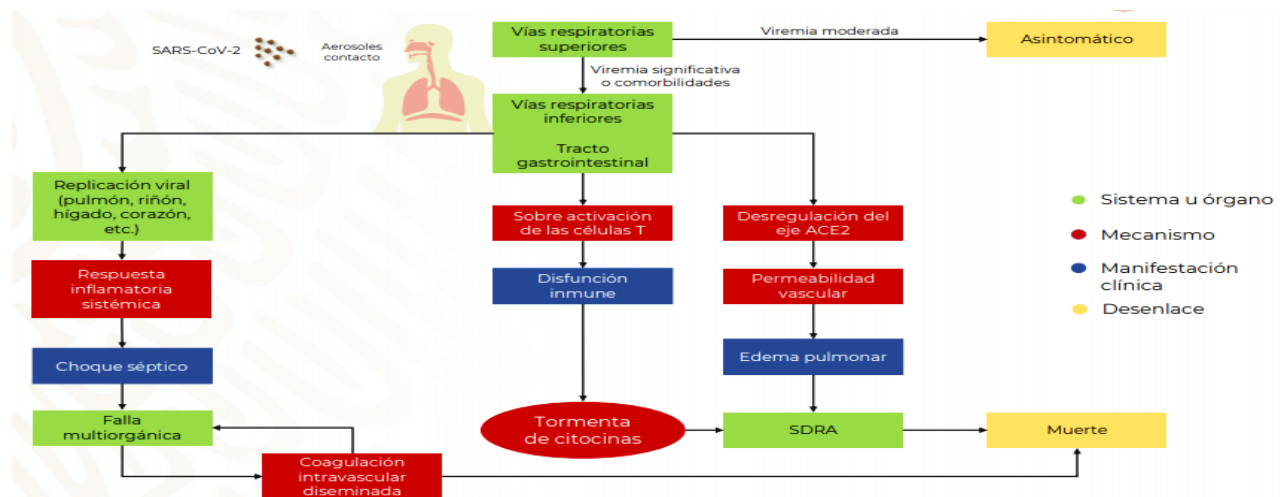 SARS-CoV-2
Aerosoles
contacto
Vías respiratorias
superiores
Viremia moderada
Asintomático
Viremia significativa
o comorbilidades
Vías respiratorias
inferiores
Tracto
gastrointestinal
Replicación viral
(pulmón, riñón,
hígado, corazón,
etc.)
Sobre activación
de las células T
Desregulación del
eje ACE2
Respuesta
inflamatoria
sistémica
Disfunción
inmune
Permeabilidad
vascular
Choque séptico
Edema pulmonar
Falla
multiorgánica
Tormenta
de citocinas
SDRA
Muerte
Coagulación
intravascular
diseminada
Sistema u órgano
Mecanismo
Manifestación
clínica
Desenlace